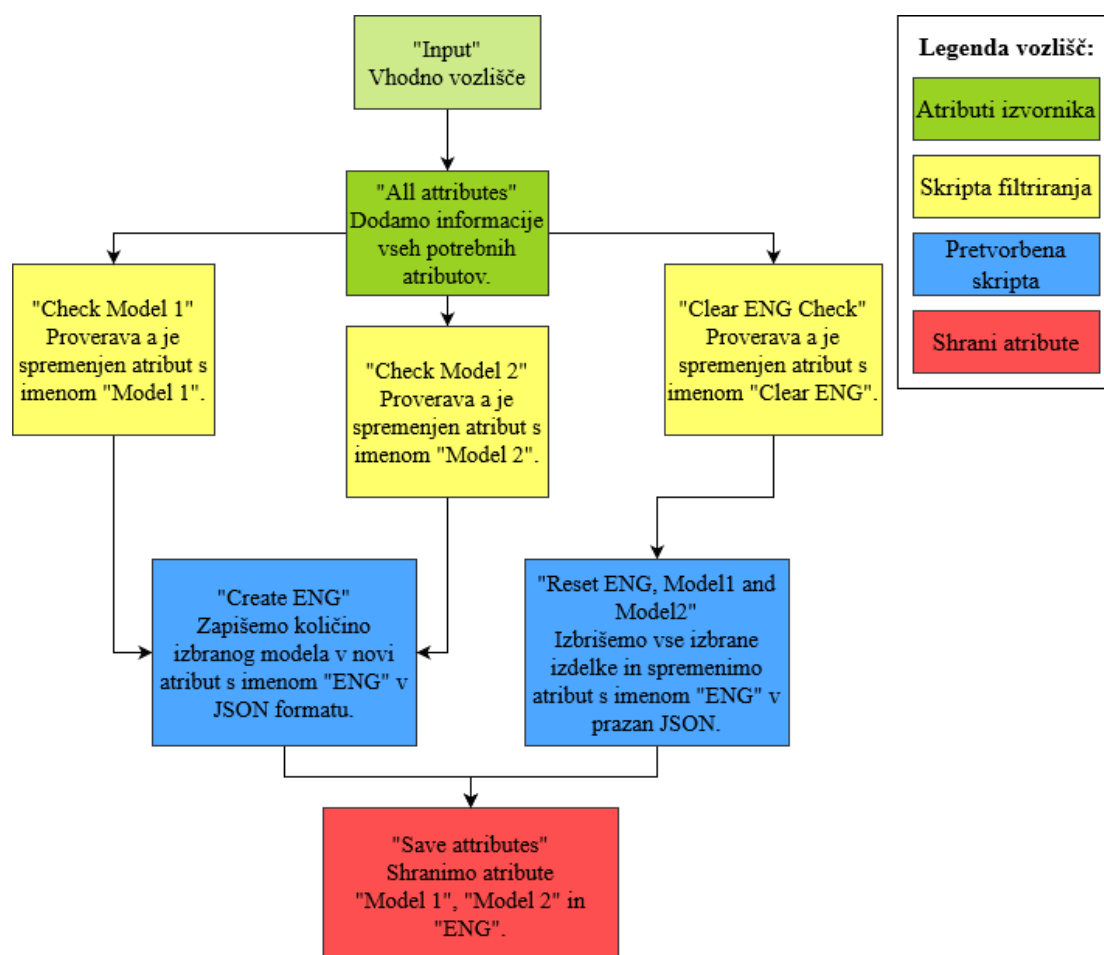 "Input"
Vhodno vozlišče
Legenda vozlišč:
Atributi izvornika
Skripta filtriranja
Pretvorbena
skripta
Shrani atribute
"All attributes"
Dodamo informacije
vseh potrebnih
atributov.
"Check Model 1"
Proverava a je
spremenjen atribut s
imenom "Model 1".
"Check Model 2"
Proverava a je
spremenjen atribut s
imenom "Model 2".
"Clear ENG Check"
Proverava a je
spremenjen atribut s
imenom "Clear ENG".
"Create ENG"
Zapišemo količino
izbranog modela v novi
atribut s imenom "ENG" v
JSON formatu.
"Reset ENG, Model1 and
Model2"
Izbrišemo vse izbrane
izdelke in spremenimo
atribut s imenom "ENG" v
prazan JSON.
"Save attributes"
Shranimo atribute
"Model 1", "Model 2" in
"ENG".